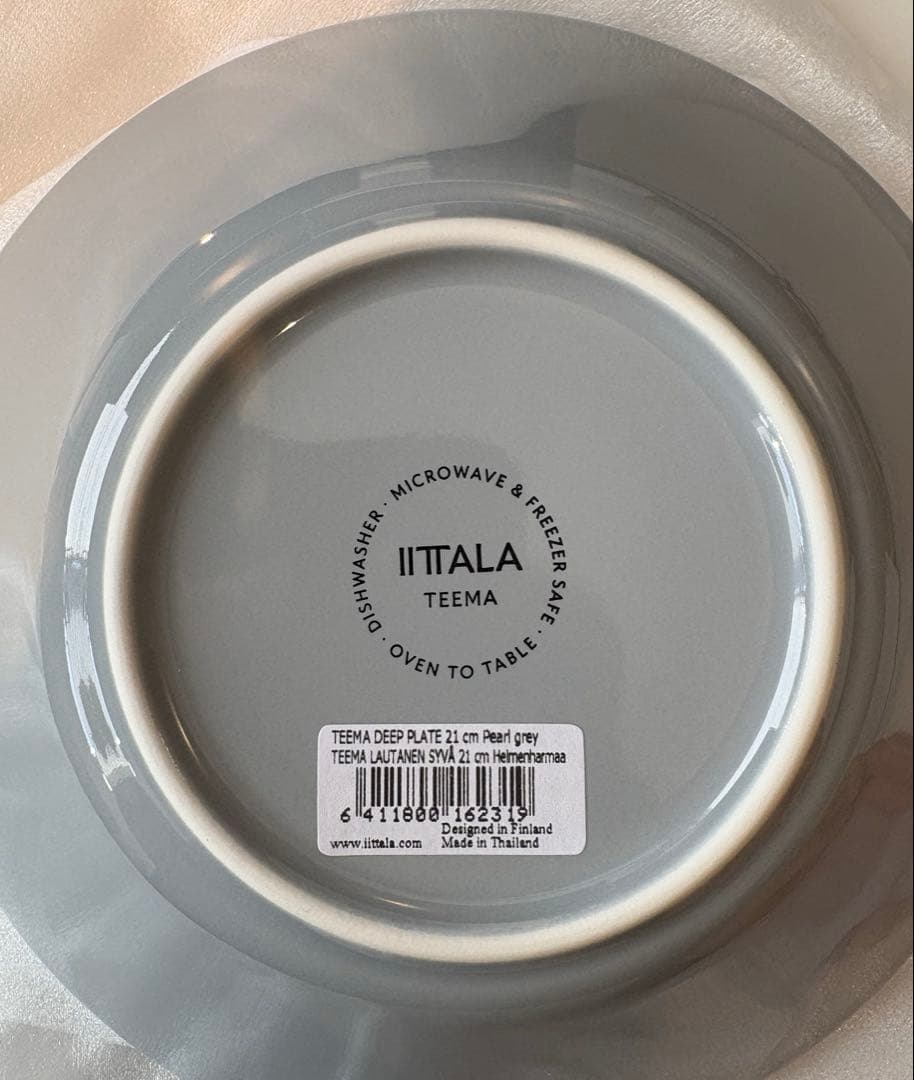 DISHWASHER · MICROWAVE & FREEZER SAFE · OVEN TO TABLE ·
IITTALA
TEEMA
TEEMA DEEP PLATE 21 cm Pearl grey
TEEMA LAUTANEN SYVÅ 21 cm Helmenharmaa
6 411800 162319
Designed in Finland
www.iittala.com Made in Thailand